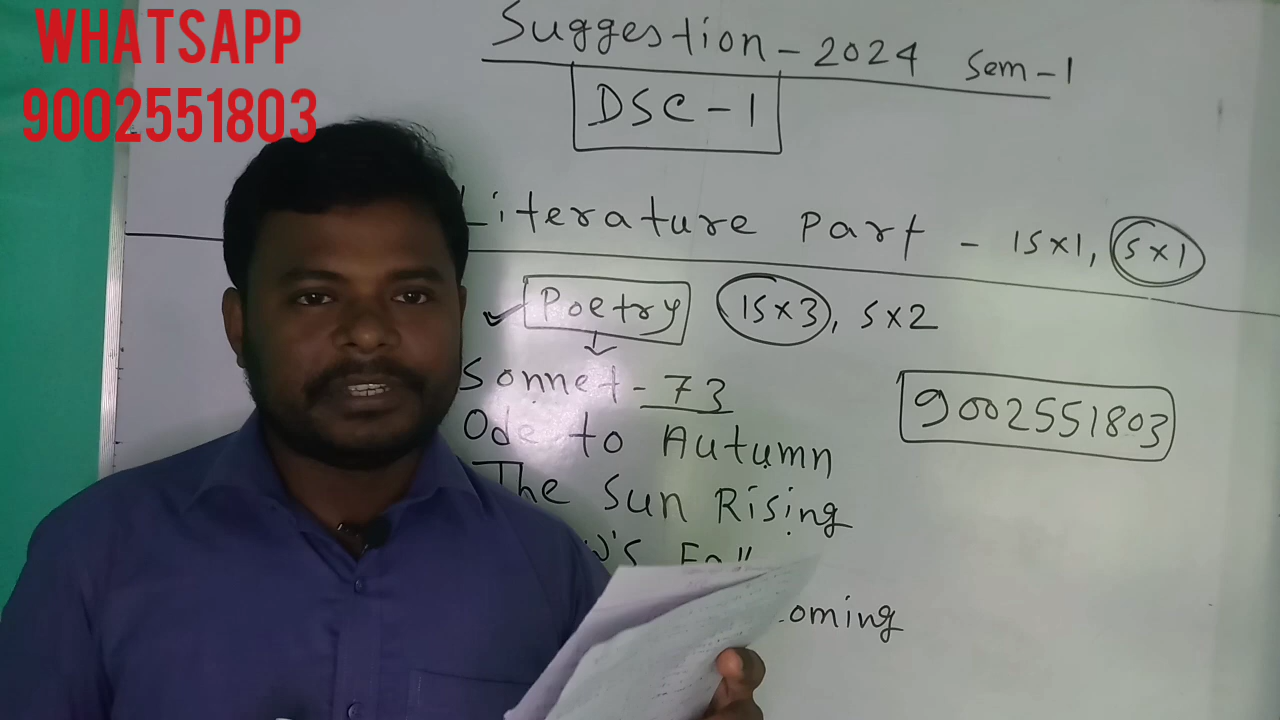 WHATSAPP
9002551803
Suggestion - 2024 Sem - 1
DSC - 1
Literature Part - 15x1, 5x1
Poetry 15x3, 5x2
Sonnet - 73
9002551803
Ode to Autumn
The Sun Rising
Fall
oming